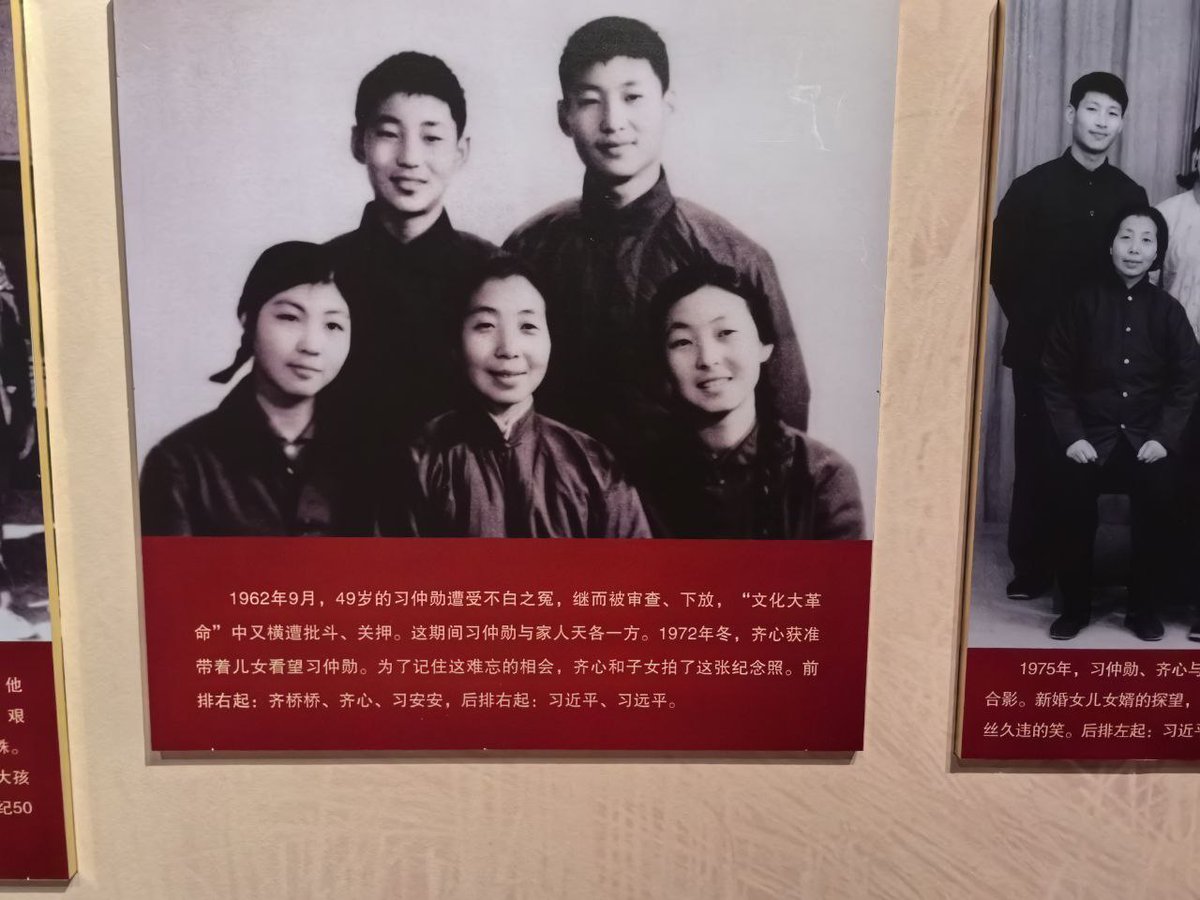 1962年9月，49岁的习仲勋遭受不白之冤，继而被审查、下放，“文化大革
命”中又横遭批斗、关押。这期间习仲勋与家人天各一方。1972年冬，齐心获准
带着儿女看望习仲勋。为了记住这难忘的相会，齐心和子女拍了这张纪念照。前
排右起：齐桥桥、齐心、习安安，后排右起：习近平、习远平。
他
艰
殊。
大孩
纪50
1975年，习仲勋、齐心与
合影。新婚女儿女婿的探望，
丝久违的笑。后排左起：习近平